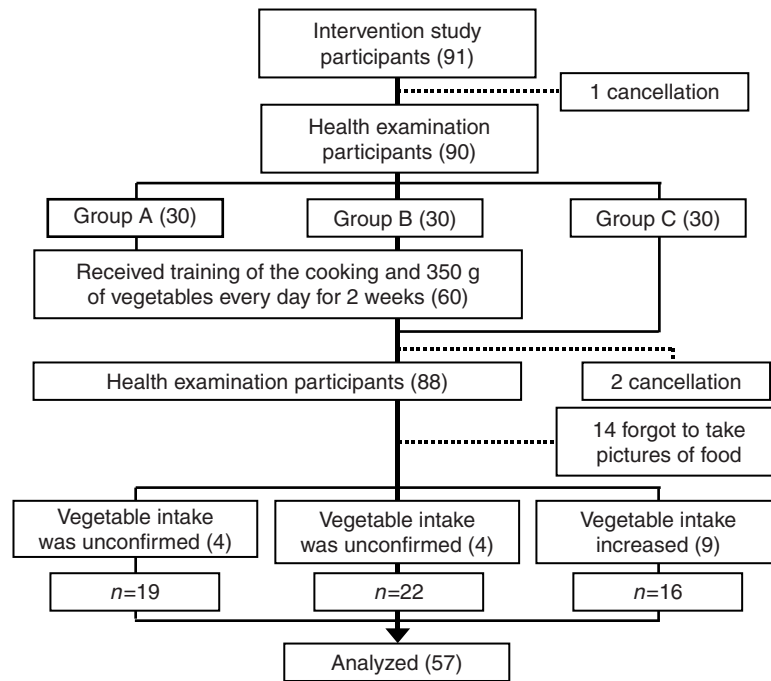 Intervention study
participants (91)
1 cancellation
Health examination
participants (90)
Group A (30)
Group B (30)
Group C (30)
Received training of the cooking and 350 g
of vegetables every day for 2 weeks (60)
Health examination participants (88)
2 cancellation
14 forgot to take
pictures of food
Vegetable intake
was unconfirmed (4)
Vegetable intake
was unconfirmed (4)
Vegetable intake
increased (9)
n=19
n=22
n=16
Analyzed (57)